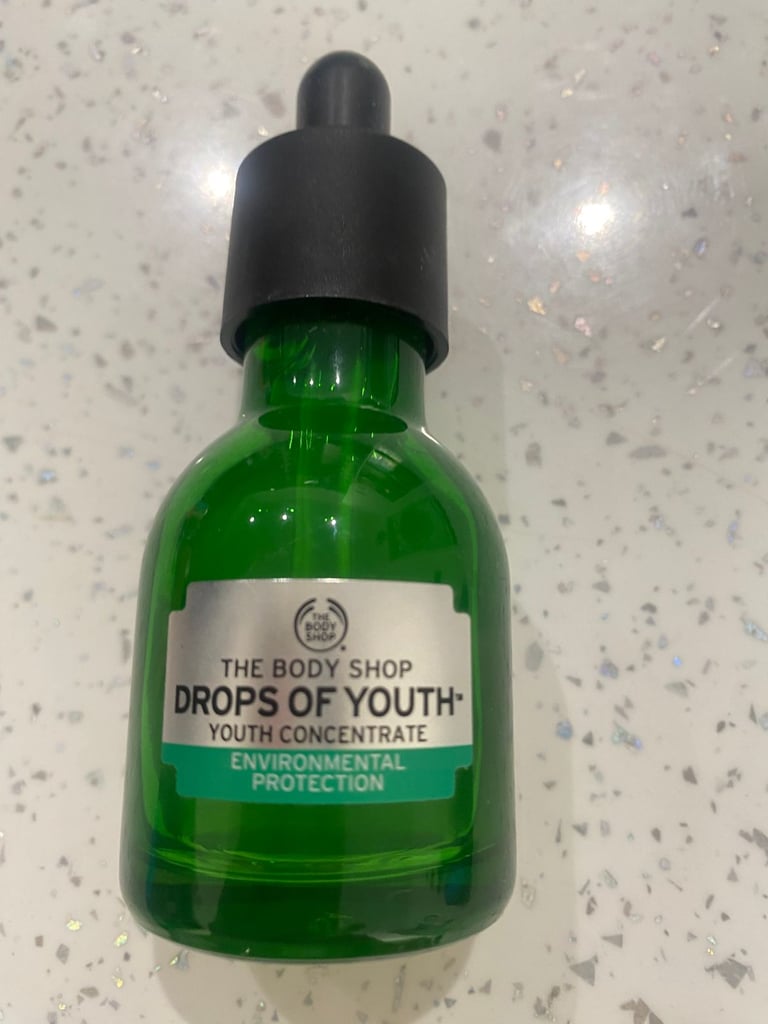 THE
BODY
SHOP
THE BODY SHOP
DROPS OF YOUTH™
YOUTH CONCENTRATE
ENVIRONMENTAL
PROTECTION